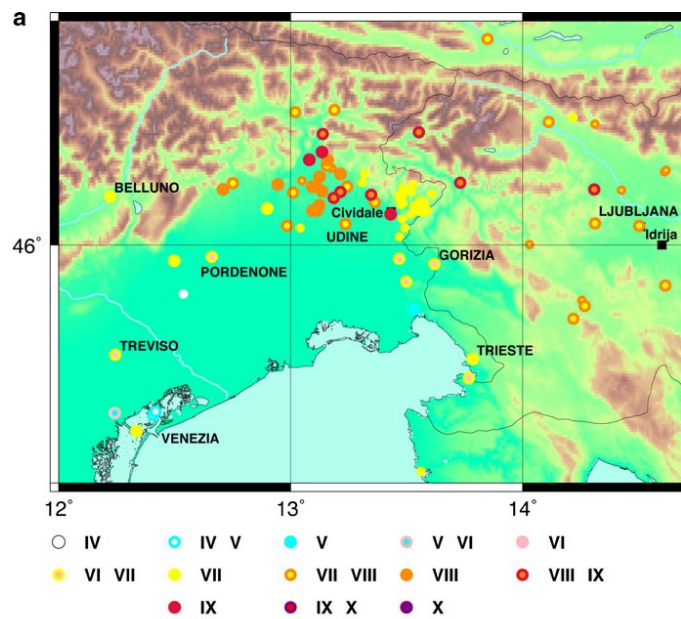 a
BELLUNO
LJUBLJANA
Cividale
Idrija
UDINE
46°
GORIZIA
PORDENONE
TREVISO
TRIESTE
VENEZIA
12° 13° 14°
IV IV V V V VI VI
VI VII VII VII VIII VIII VIII IX
IX IX X X